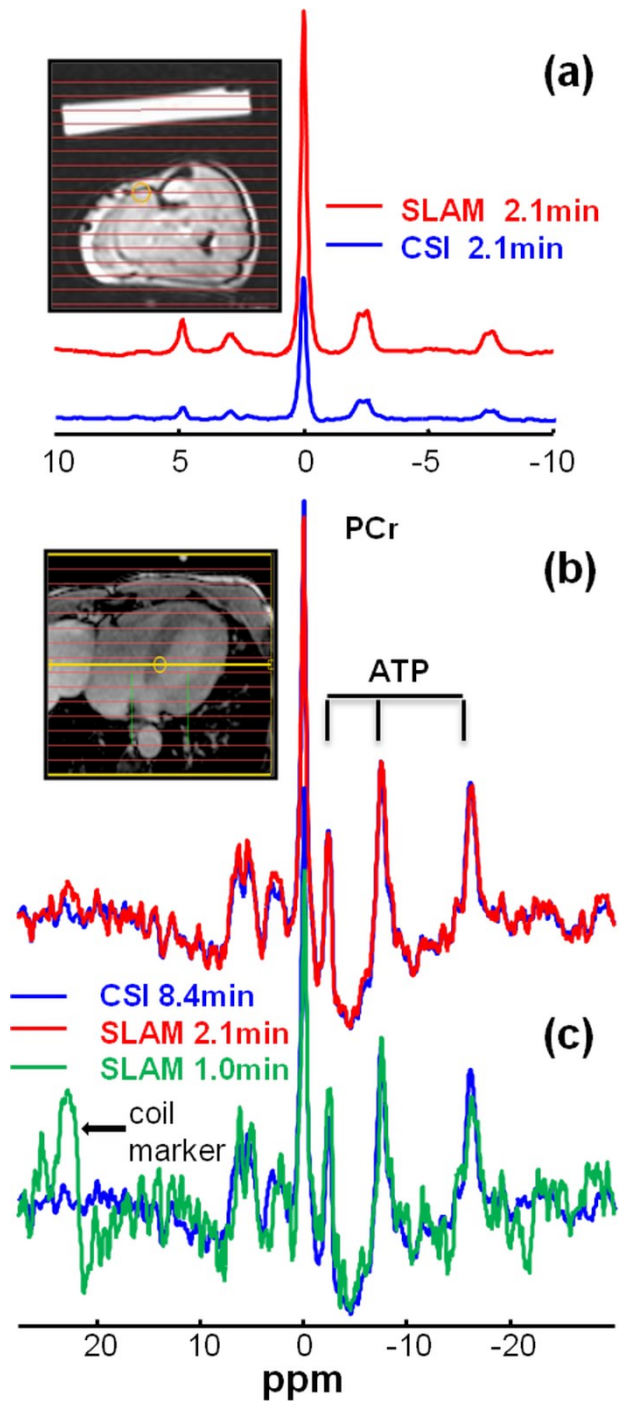 (a)
SLAM 2.1min
CSI 2.1min
10 5 0 -5 -10
PCr
(b)
ATP
CSI 8.4min
SLAM 2.1min
SLAM 1.0min
(c)
coil
marker
20 10 0 -10 -20
ppm